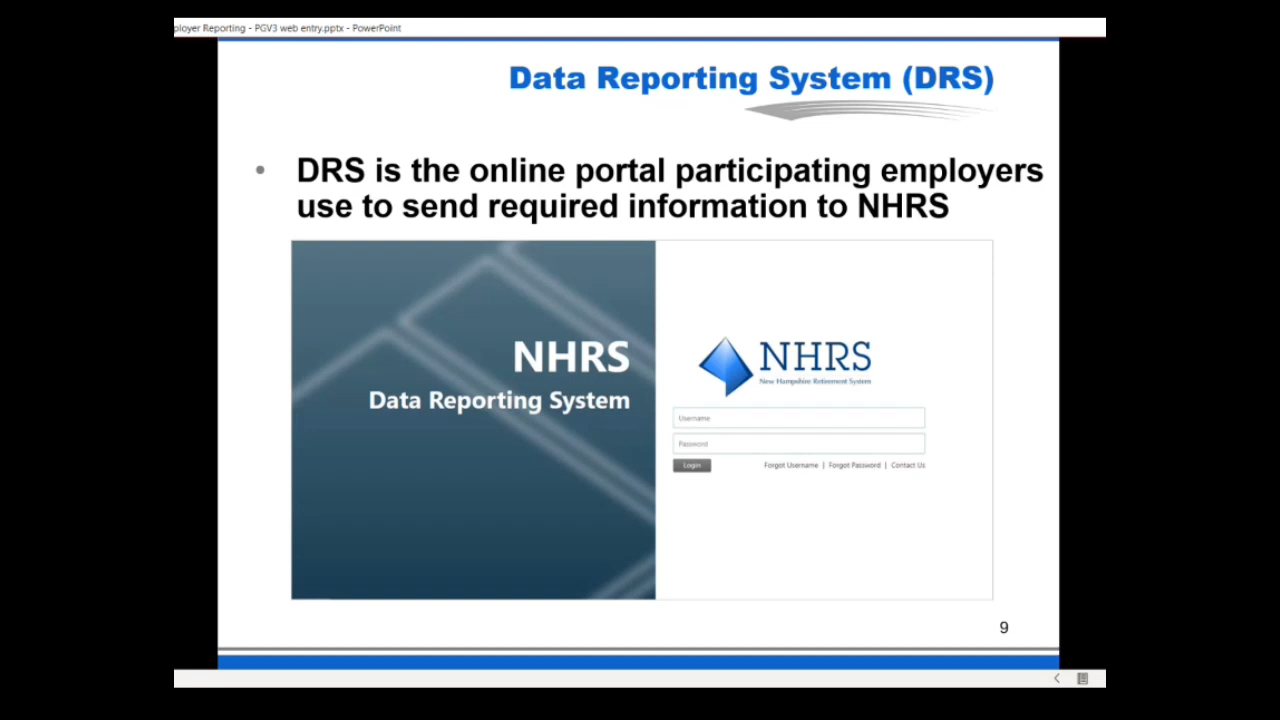 ployer Reporting - PGV3 web entry.pptx - PowerPoint
Data Reporting System (DRS)
• DRS is the online portal participating employers
use to send required information to NHRS
NHRS
Data Reporting System
NHRS
New Hampshire Retirement System
Username
Password
Login Forgot Username | Forgot Password | Contact Us
9